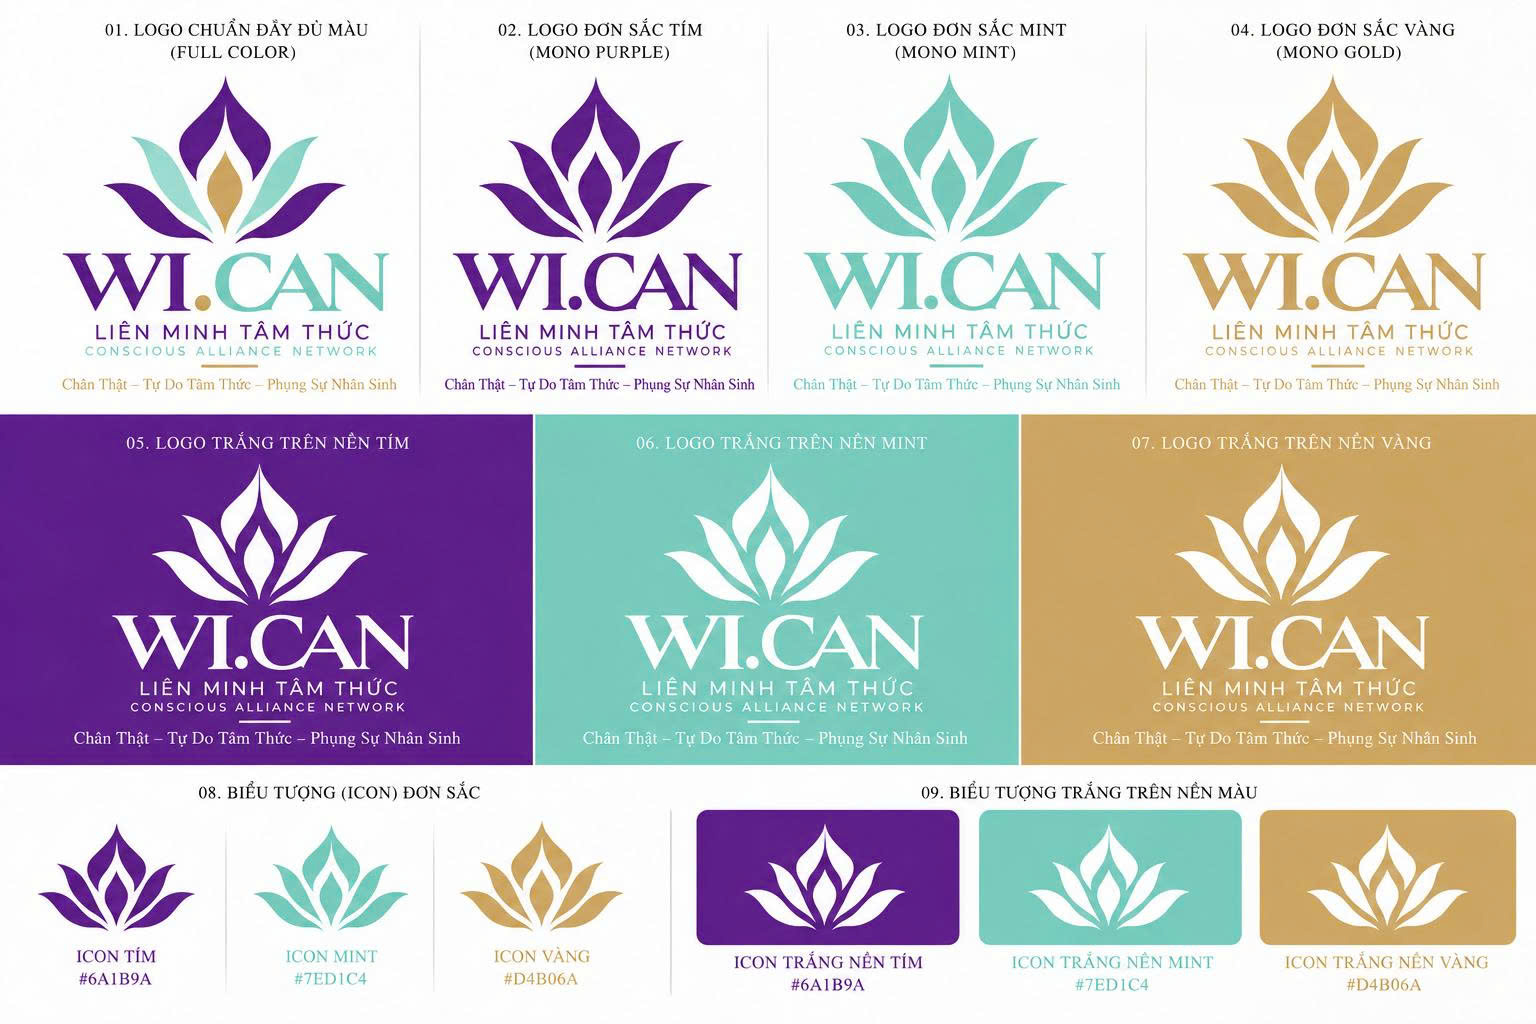 01. LOGO CHUẨN ĐẦY ĐỦ MÀU
(FULL COLOR)
WI.CAN
LIÊN MINH TÂM THỨC
CONSCIOUS ALLIANCE NETWORK
Chân Thật – Tự Do Tâm Thức – Phụng Sự Nhân Sinh
02. LOGO ĐƠN SẮC TÍM
(MONO PURPLE)
WI.CAN
LIÊN MINH TÂM THỨC
CONSCIOUS ALLIANCE NETWORK
Chân Thật – Tự Do Tâm Thức – Phụng Sự Nhân Sinh
03. LOGO ĐƠN SẮC MINT
(MONO MINT)
WI.CAN
LIÊN MINH TÂM THỨC
CONSCIOUS ALLIANCE NETWORK
Chân Thật – Tự Do Tâm Thức – Phụng Sự Nhân Sinh
04. LOGO ĐƠN SẮC VÀNG
(MONO GOLD)
WI.CAN
LIÊN MINH TÂM THỨC
CONSCIOUS ALLIANCE NETWORK
Chân Thật – Tự Do Tâm Thức – Phụng Sự Nhân Sinh
05. LOGO TRẮNG TRÊN NỀN TÍM
WI.CAN
LIÊN MINH TÂM THỨC
CONSCIOUS ALLIANCE NETWORK
Chân Thật – Tự Do Tâm Thức – Phụng Sự Nhân Sinh
06. LOGO TRẮNG TRÊN NỀN MINT
WI.CAN
LIÊN MINH TÂM THỨC
CONSCIOUS ALLIANCE NETWORK
Chân Thật – Tự Do Tâm Thức – Phụng Sự Nhân Sinh
07. LOGO TRẮNG TRÊN NỀN VÀNG
WI.CAN
LIÊN MINH TÂM THỨC
CONSCIOUS ALLIANCE NETWORK
Chân Thật – Tự Do Tâm Thức – Phụng Sự Nhân Sinh
08. BIỂU TƯỢNG (ICON) ĐƠN SẮC
ICON TÍM
#6A1B9A
ICON MINT
#7ED1C4
ICON VÀNG
#D4B06A
09. BIỂU TƯỢNG TRẮNG TRÊN NỀN MÀU
ICON TRẮNG NỀN TÍM
#6A1B9A
ICON TRẮNG NỀN MINT
#7ED1C4
ICON TRẮNG NỀN VÀNG
#D4B06A